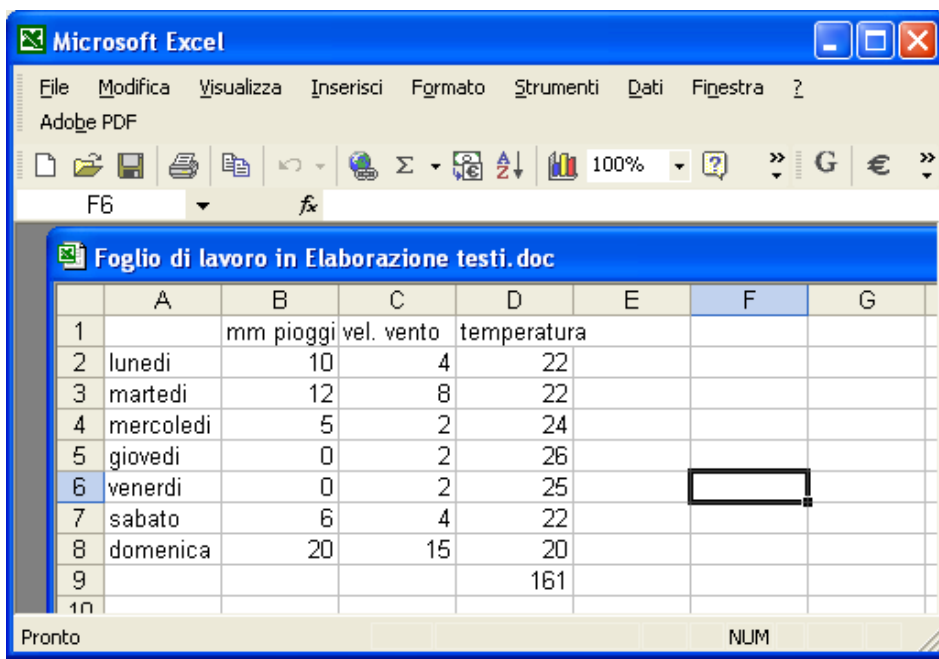 Microsoft Excel
File Modifica Visualizza Inserisci Formato Strumenti Dati Finestra ?
Adobe PDF
Σ 100% ? » G € »
F6 fx
Foglio di lavoro in Elaborazione testi.doc
A B C D E F G
1 mm pioggi vel. vento temperatura
2 lunedi 10 4 22
3 martedi 12 8 22
4 mercoledi 5 2 24
5 giovedi 0 2 26
6 venerdi 0 2 25
7 sabato 6 4 22
8 domenica 20 15 20
9 161
10
Pronto NUM